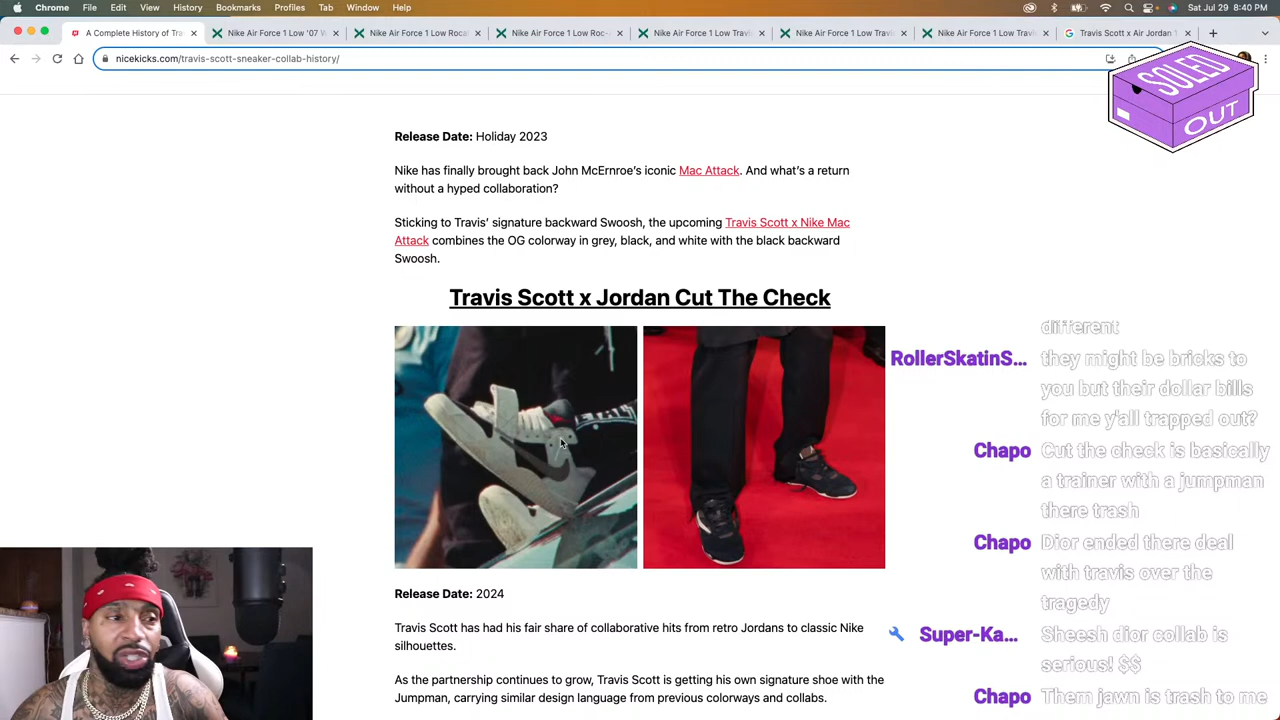 Chrome File Edit View History Bookmarks Profiles Tab Window Help Sat Jul 29 8:40 PM
A Complete History of Tra Nike Air Force 1 Low '07 W Nike Air Force 1 Low Rocaf Nike Air Force 1 Low Roc-A Nike Air Force 1 Low Travis Nike Air Force 1 Low Travis Nike Air Force 1 Low Travis Travis Scott x Air Jordan 1
nicekicks.com/travis-scott-sneaker-collab-history/
SOLED
OUT
Release Date: Holiday 2023
Nike has finally brought back John McErnroe's iconic Mac Attack. And what's a return
without a hyped collaboration?
Sticking to Travis' signature backward Swoosh, the upcoming Travis Scott x Nike Mac
Attack combines the OG colorway in grey, black, and white with the black backward
Swoosh.
Travis Scott x Jordan Cut The Check
Release Date: 2024
Travis Scott has had his fair share of collaborative hits from retro Jordans to classic Nike
silhouettes.
As the partnership continues to grow, Travis Scott is getting his own signature shoe with the
Jumpman, carrying similar design language from previous colorways and collabs.
different
RollerSkatinS... they might be bricks to
you but their dollar bills
for me y'all trapped out?
Chapo Cut the check is basically
a trainer with a jumpman
there trash
Chapo Dior ended there deal
with travis over the
tragedy
Super-Ka... Sheesh dior collab is
serious! $$
Chapo Them jawn is trash to me